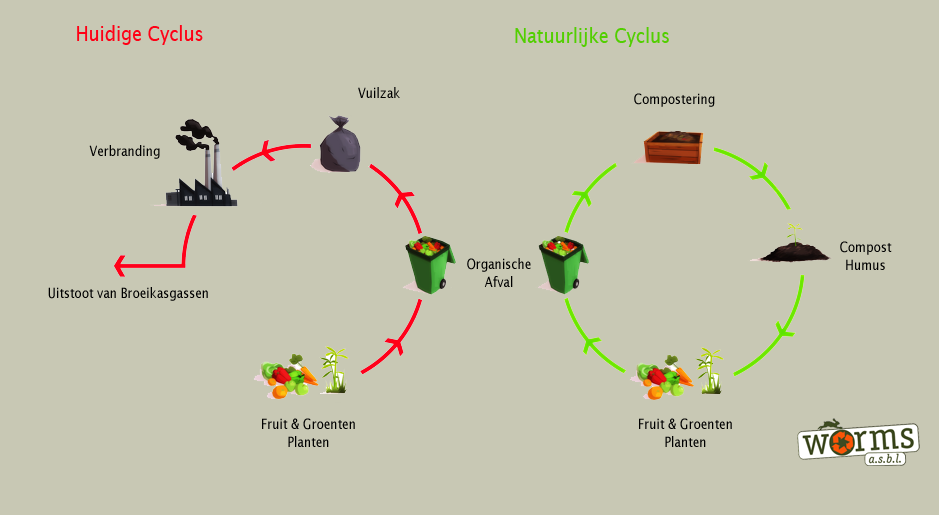 Huidige Cyclus
Natuurlijke Cyclus
Vuilzak
Compostering
Verbranding
Organische
Afval
Compost
Humus
Uitstoot van Broeikasgassen
Fruit & Groenten
Planten
Fruit & Groenten
Planten
worms
a.s.b.l.